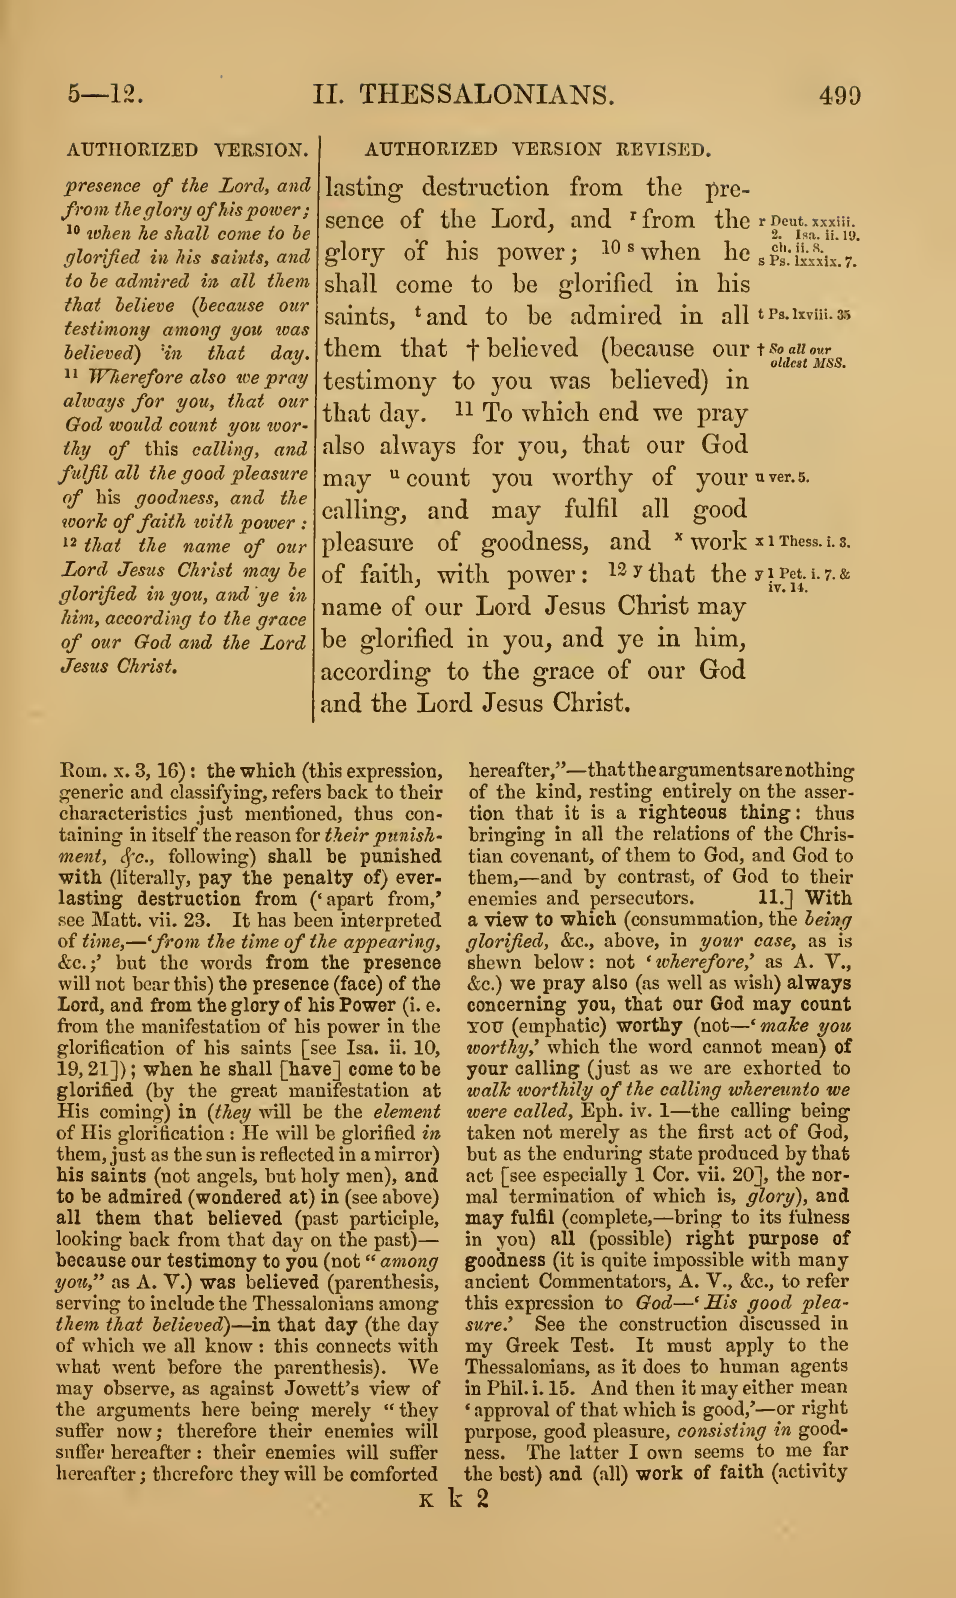 5—12.
II. THESSALONIANS.
499
AUTHORIZED VERSION.
presence of the Lord, and
from the glory of his power;
10 when he shall come to be
glorified in his saints, and
to be admired in all them
that believe (because our
testimony among you was
believed) in that day.
11 Wherefore also we pray
always for you, that our
God would count you wor-
thy of this calling, and
fulfil all the good pleasure
of his goodness, and the
work of faith with power :
12 that the name of our
Lord Jesus Christ may be
glorified in you, and ye in
him, according to the grace
of our God and the Lord
Jesus Christ.
AUTHORIZED VERSION REVISED.
lasting destruction from the pre-
sence of the Lord, and r from the
glory of his power; 10 s when he
shall come to be glorified in his
saints, t and to be admired in all
them that † believed (because our
testimony to you was believed) in
that day. 11 To which end we pray
also always for you, that our God
may u count you worthy of your
calling, and may fulfil all good
pleasure of goodness, and x work
of faith, with power: 12 y that the
name of our Lord Jesus Christ may
be glorified in you, and ye in him,
according to the grace of our God
and the Lord Jesus Christ.
r Deut. xxxiii.
2. Isa. ii. 19.
ch. ii. 8.
s Ps. lxxxix. 7.
t Ps. lxviii. 35
† So all our
oldest MSS.
u ver. 5.
x 1 Thess. i. 3.
y 1 Pet. i. 7. &
iv. 14.
Rom. x. 3, 16): the which (this expression,
generic and classifying, refers back to their
characteristics just mentioned, thus con-
taining in itself the reason for their punish-
ment, &c., following) shall be punished
with (literally, pay the penalty of) ever-
lasting destruction from (‘apart from,’
see Matt. vii. 23. It has been interpreted
of time,—‘from the time of the appearing,
&c.;’ but the words from the presence
will not bear this) the presence (face) of the
Lord, and from the glory of his Power (i. e.
from the manifestation of his power in the
glorification of his saints [see Isa. ii. 10,
19, 21]); when he shall [have] come to be
glorified (by the great manifestation at
His coming) in (they will be the element
of His glorification: He will be glorified in
them, just as the sun is reflected in a mirror)
his saints (not angels, but holy men), and
to be admired (wondered at) in (see above)
all them that believed (past participle,
looking back from that day on the past)—
because our testimony to you (not “among
you,” as A. V.) was believed (parenthesis,
serving to include the Thessalonians among
them that believed)—in that day (the day
of which we all know: this connects with
what went before the parenthesis). We
may observe, as against Jowett's view of
the arguments here being merely “they
suffer now; therefore their enemies will
suffer hereafter: their enemies will suffer
hereafter; therefore they will be comforted
hereafter,”—that the arguments are nothing
of the kind, resting entirely on the asser-
tion that it is a righteous thing: thus
bringing in all the relations of the Chris-
tian covenant, of them to God, and God to
them,—and by contrast, of God to their
enemies and persecutors. 11.] With
a view to which (consummation, the being
glorified, &c., above, in your case, as is
shewn below: not ‘wherefore,’ as A. V.,
&c.) we pray also (as well as wish) always
concerning you, that our God may count
YOU (emphatic) worthy (not—‘make you
worthy,’ which the word cannot mean) of
your calling (just as we are exhorted to
walk worthily of the calling whereunto we
were called, Eph. iv. 1—the calling being
taken not merely as the first act of God,
but as the enduring state produced by that
act [see especially 1 Cor. vii. 20], the nor-
mal termination of which is, glory), and
may fulfil (complete,—bring to its fulness
in you) all (possible) right purpose of
goodness (it is quite impossible with many
ancient Commentators, A. V., &c., to refer
this expression to God—‘His good plea-
sure.’ See the construction discussed in
my Greek Test. It must apply to the
Thessalonians, as it does to human agents
in Phil. i. 15. And then it may either mean
‘approval of that which is good,’—or right
purpose, good pleasure, consisting in good-
ness. The latter I own seems to me far
the best) and (all) work of faith (activity
K k 2